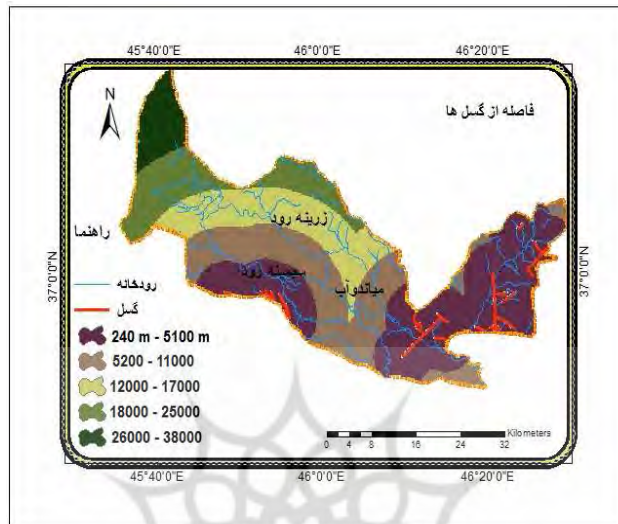 45°40'0"E 46°0'0"E 46°20'0"E
N
فاصله از گسل ها
زرینه رود
راهنما
میاندوآب
37°0'0"N
37°0'0"N
رودخانه
گسل
240 m - 5100 m
5200 - 11000
12000 - 17000
18000 - 25000
26000 - 38000
Kilometers
0 4 8 16 24 32
45°40'0"E 46°0'0"E 46°20'0"E